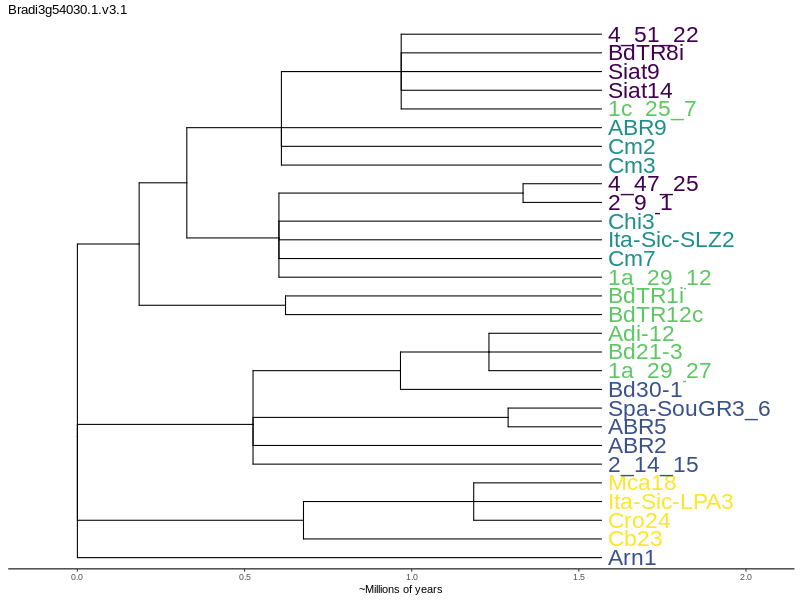 Bradi3g54030.1.v3.1
4_51_22
BdTR8i
Siat9
Siat14
1c_25_7
ABR9
Cm2
Cm3
4_47_25
2_9_1
Chi3
Ita-Sic-SLZ2
Cm7
1a_29_12
BdTR1i
BdTR12c
Adi-12
Bd21-3
1a_29_27
Bd30-1
Spa-SouGR3_6
ABR5
ABR2
2_14_15
Mca18
Ita-Sic-LPA3
Cro24
Cb23
Arn1
0.0 0.5 1.0 1.5 2.0
~Millions of years